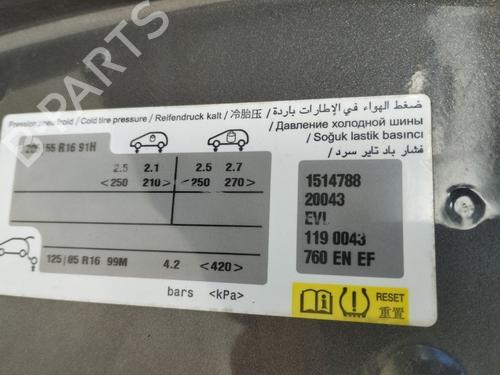 ضغط الهواء في الإطارات باردة
Pression pneu froid / Cold tire pressure / Reifendruck kalt / 冷胎压 / Давление холодной шины
/ Soğuk lastik basıncı
فشار باد تایر سرد /
205 55 R16 91H
2.5 2.1 2.5 2.7
<250 210> <250 270>
125/85 R16 99M 4.2 <420>
bars <kPa>
1514788
20043
EVL
119 0043
760 EN EF
RESET
重置